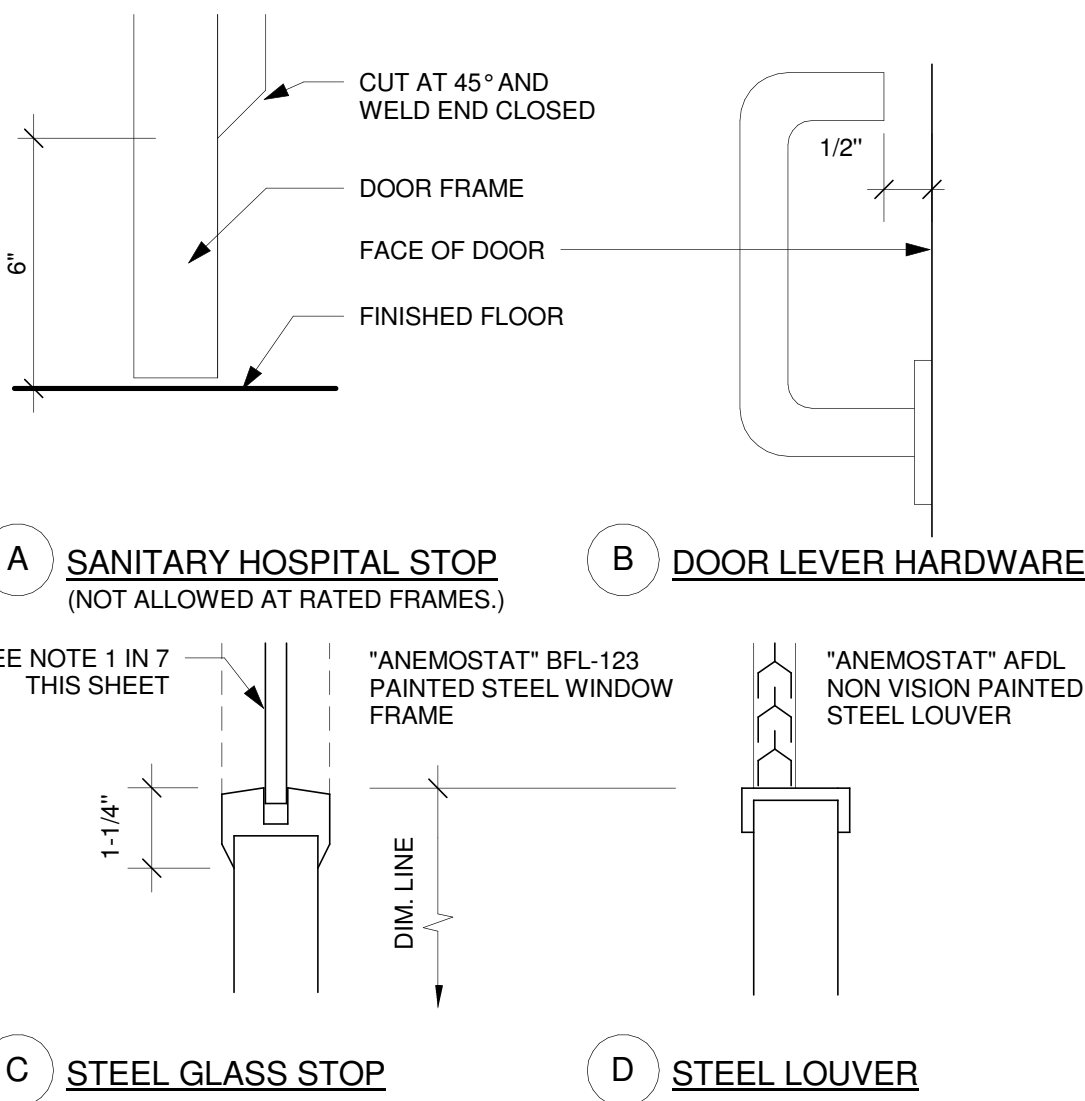 CUT AT 45° AND
WELD END CLOSED
1/2"
DOOR FRAME
6"
FACE OF DOOR
FINISHED FLOOR
A
SANITARY HOSPITAL STOP
(NOT ALLOWED AT RATED FRAMES.)
B
DOOR LEVER HARDWARE
EE NOTE 1 IN 7
THIS SHEET
"ANEMOSTAT" BFL-123
PAINTED STEEL WINDOW
FRAME
"ANEMOSTAT" AFDL
NON VISION PAINTED
STEEL LOUVER
1-1/4"
DIM. LINE
C
STEEL GLASS STOP
D
STEEL LOUVER